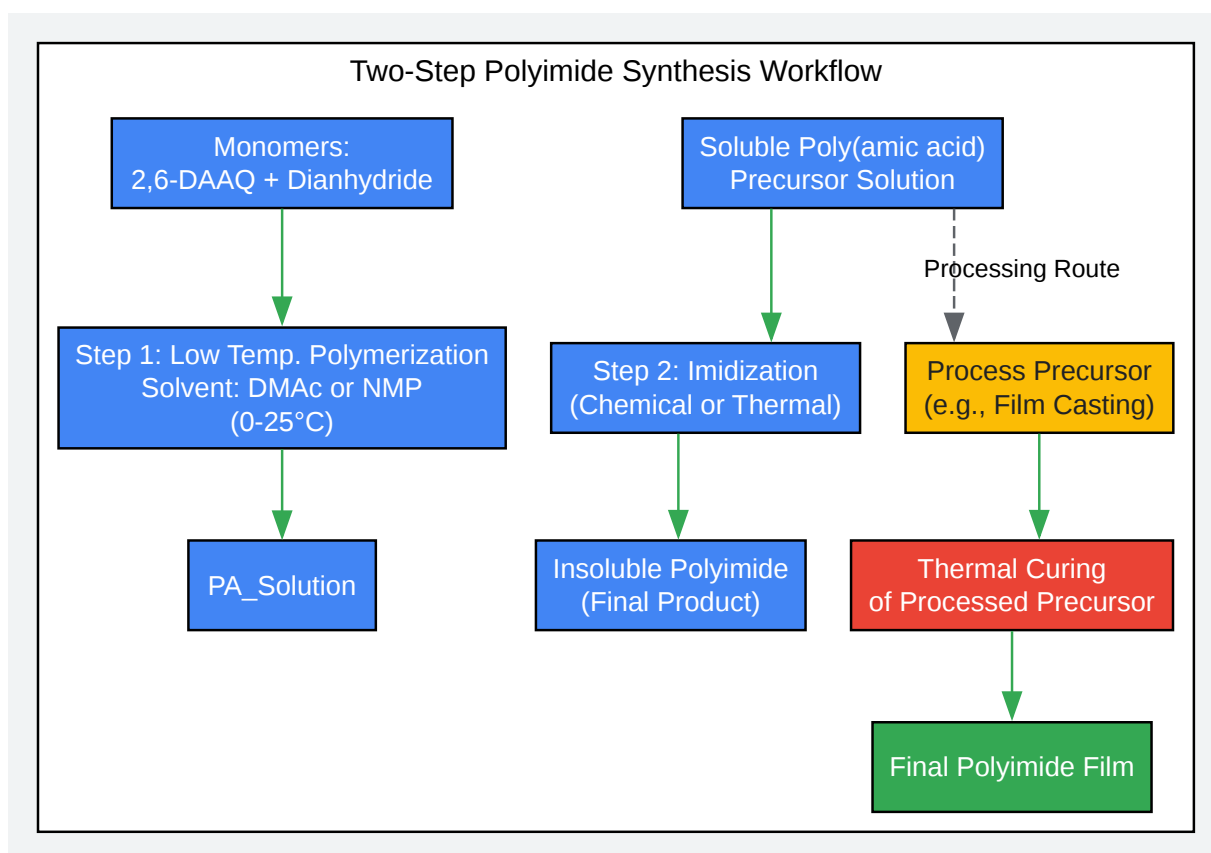 Two-Step Polyimide Synthesis Workflow
Monomers:
2,6-DAAQ + Dianhydride
Step 1: Low Temp. Polymerization
Solvent: DMAc or NMP
(0-25°C)
PA_Solution
Soluble Poly(amic acid)
Precursor Solution
Processing Route
Step 2: Imidization
(Chemical or Thermal)
Process Precursor
(e.g., Film Casting)
Insoluble Polyimide
(Final Product)
Thermal Curing
of Processed Precursor
Final Polyimide Film